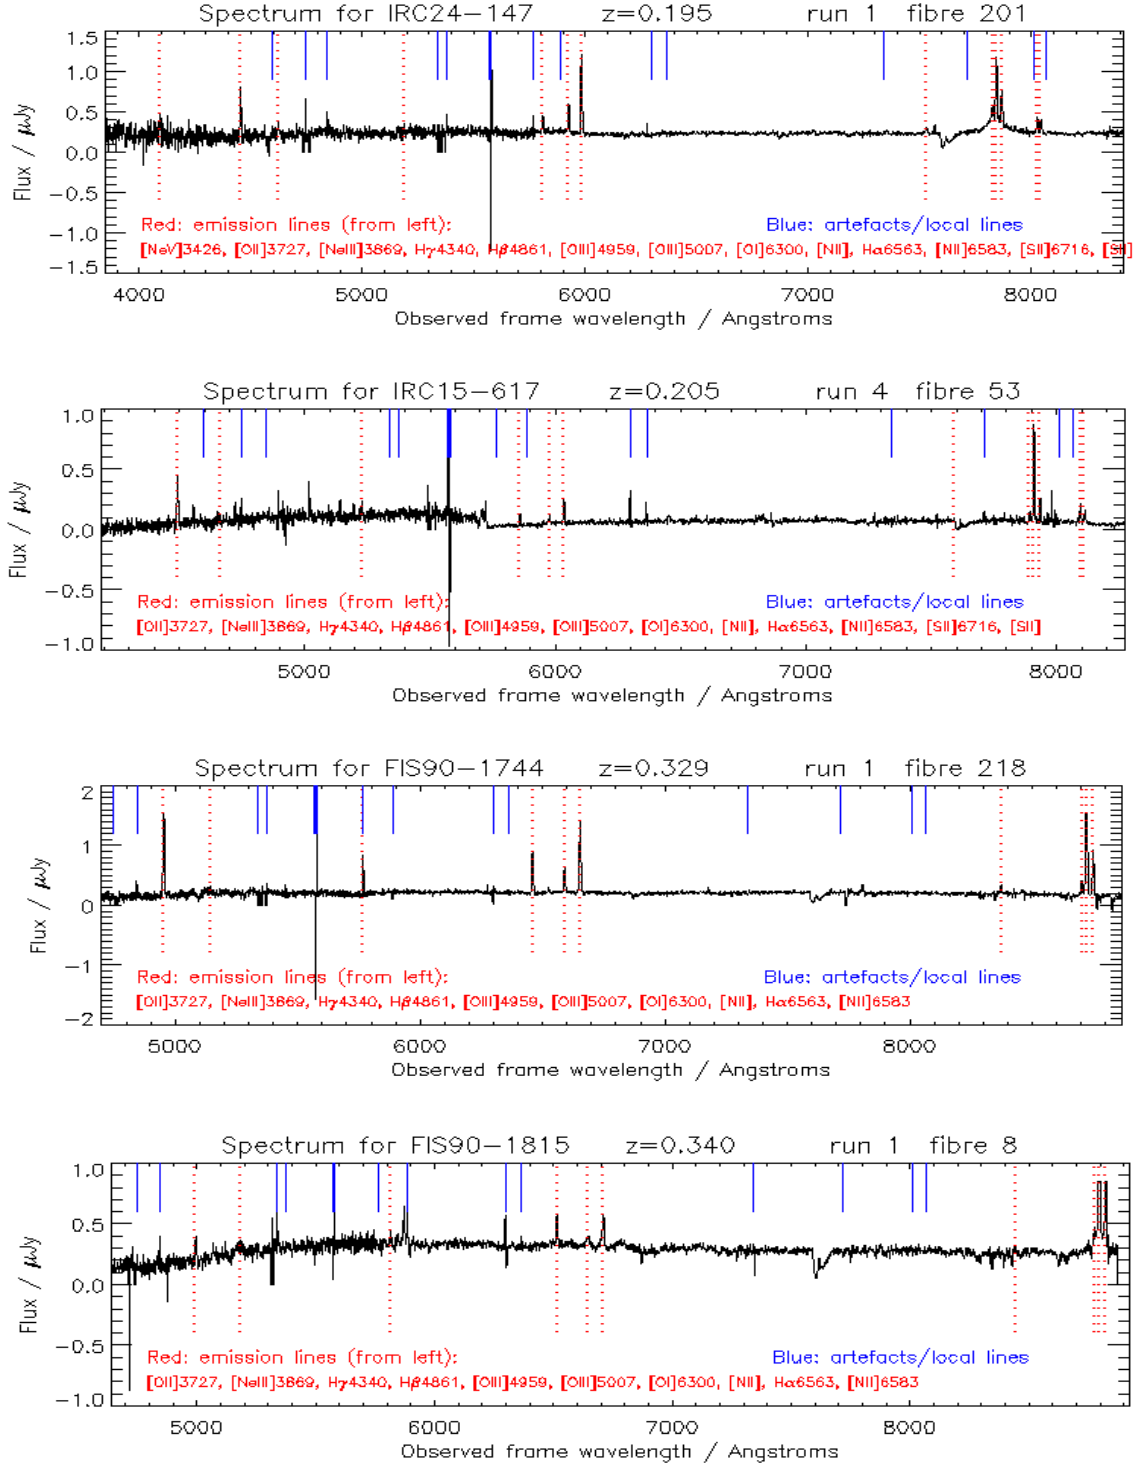 Spectrum for IRC24-147 z=0.195 run 1 fibre 201
1.5
1.0
0.5
0.0
-0.5
-1.0
-1.5
Flux / μJy
Red: emission lines (from left): Blue: artefacts/local lines
[NeV]3426, [OII]3727, [NeIII]3869, Hγ4340, Hβ4861, [OIII]4959, [OIII]5007, [OI]6300, [NII], Hα6563, [NII]6583, [SII]6716, [SII]
4000 5000 6000 7000 8000
Observed frame wavelength / Angstroms
Spectrum for IRC15-617 z=0.205 run 4 fibre 53
1.0
0.5
0.0
-0.5
-1.0
Flux / μJy
Red: emission lines (from left): Blue: artefacts/local lines
[OII]3727, [NeIII]3869, Hγ4340, Hβ4861, [OIII]4959, [OIII]5007, [OI]6300, [NII], Hα6563, [NII]6583, [SII]6716, [SII]
5000 6000 7000 8000
Observed frame wavelength / Angstroms
Spectrum for FIS90-1744 z=0.329 run 1 fibre 218
2
1
0
-1
-2
Flux / μJy
Red: emission lines (from left): Blue: artefacts/local lines
[OII]3727, [NeIII]3869, Hγ4340, Hβ4861, [OIII]4959, [OIII]5007, [OI]6300, [NII], Hα6563, [NII]6583
5000 6000 7000 8000
Observed frame wavelength / Angstroms
Spectrum for FIS90-1815 z=0.340 run 1 fibre 8
1.0
0.5
0.0
-0.5
-1.0
Flux / μJy
Red: emission lines (from left): Blue: artefacts/local lines
[OII]3727, [NeIII]3869, Hγ4340, Hβ4861, [OIII]4959, [OIII]5007, [OI]6300, [NII], Hα6563, [NII]6583
5000 6000 7000 8000
Observed frame wavelength / Angstroms